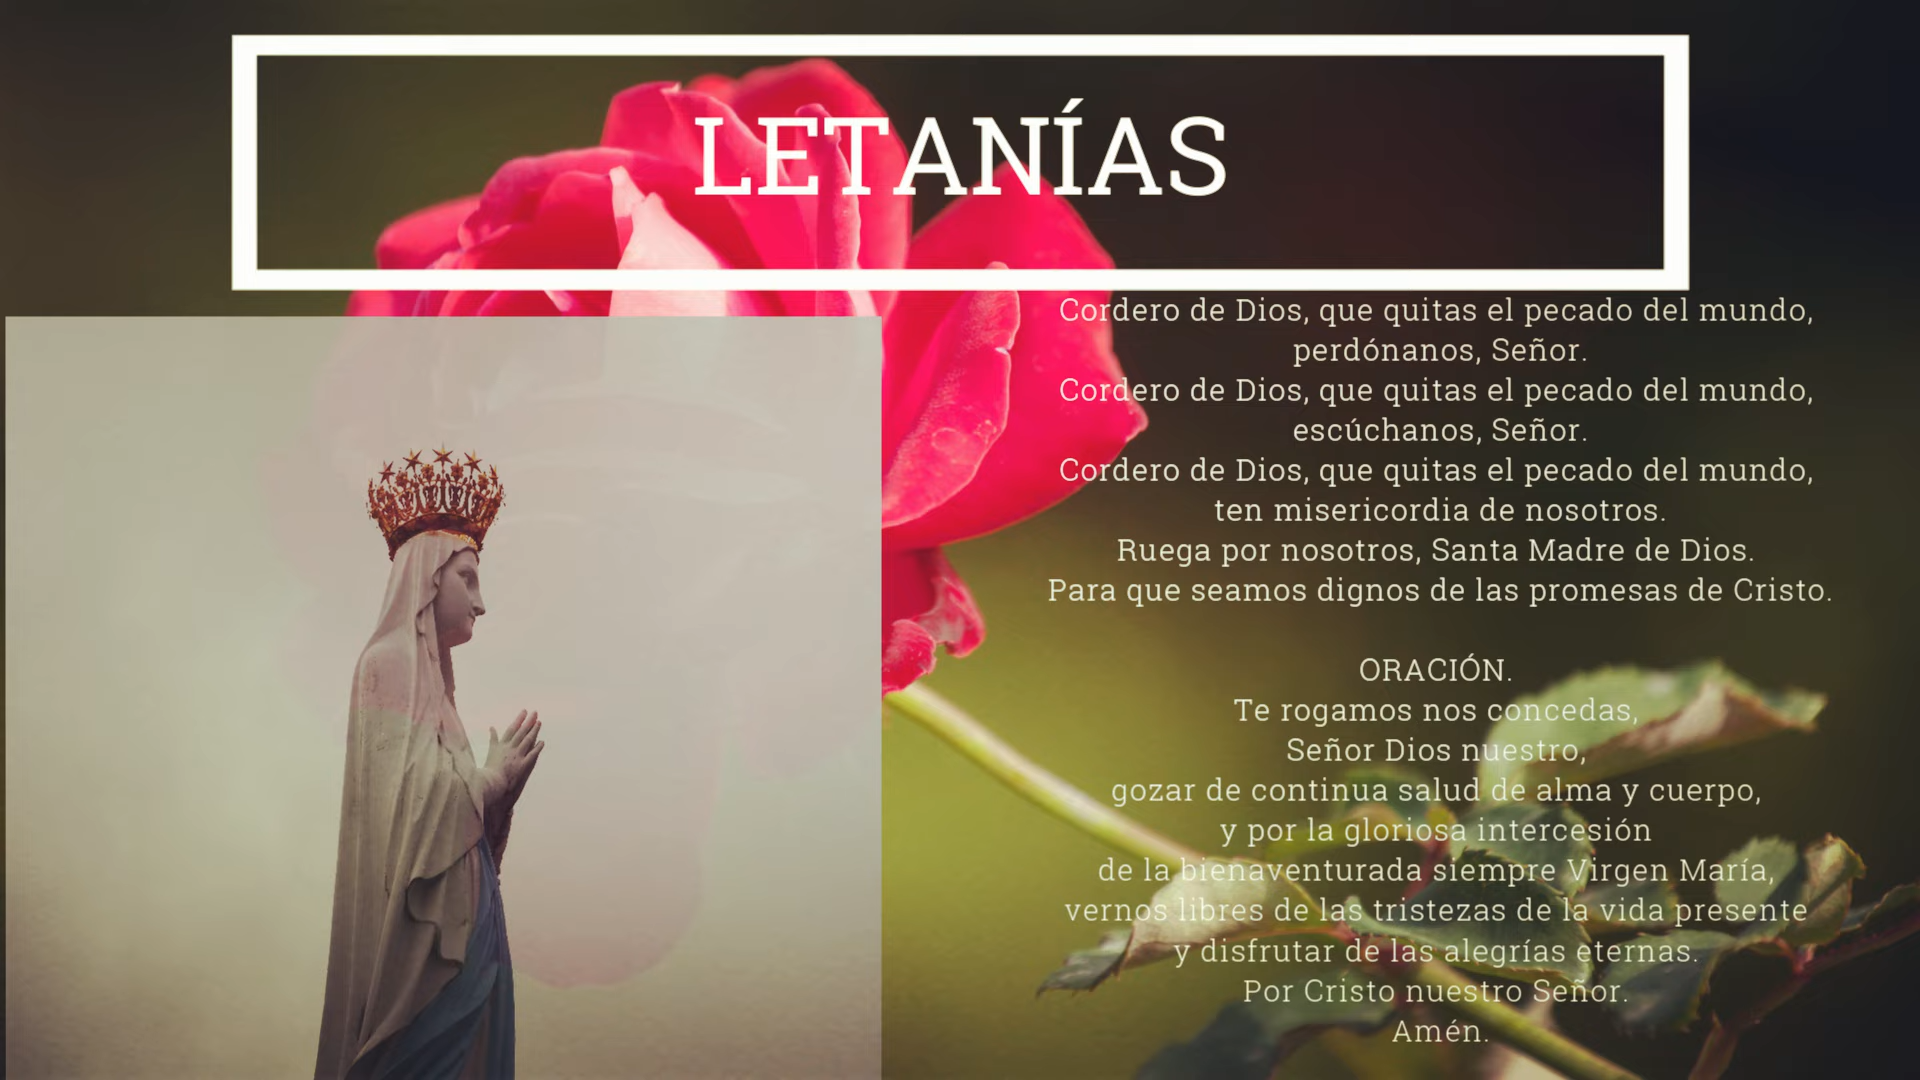 LETANÍAS
Cordero de Dios, que quitas el pecado del mundo,
perdónanos, Señor.
Cordero de Dios, que quitas el pecado del mundo,
escúchanos, Señor.
Cordero de Dios, que quitas el pecado del mundo,
ten misericordia de nosotros.
Ruega por nosotros, Santa Madre de Dios.
Para que seamos dignos de las promesas de Cristo.
ORACIÓN.
Te rogamos nos concedas,
Señor Dios nuestro,
gozar de continua salud de alma y cuerpo,
y por la gloriosa intercesión
de la bienaventurada siempre Virgen María,
vernos libres de las tristezas de la vida presente
y disfrutar de las alegrías eternas.
Por Cristo nuestro Señor.
Amén.